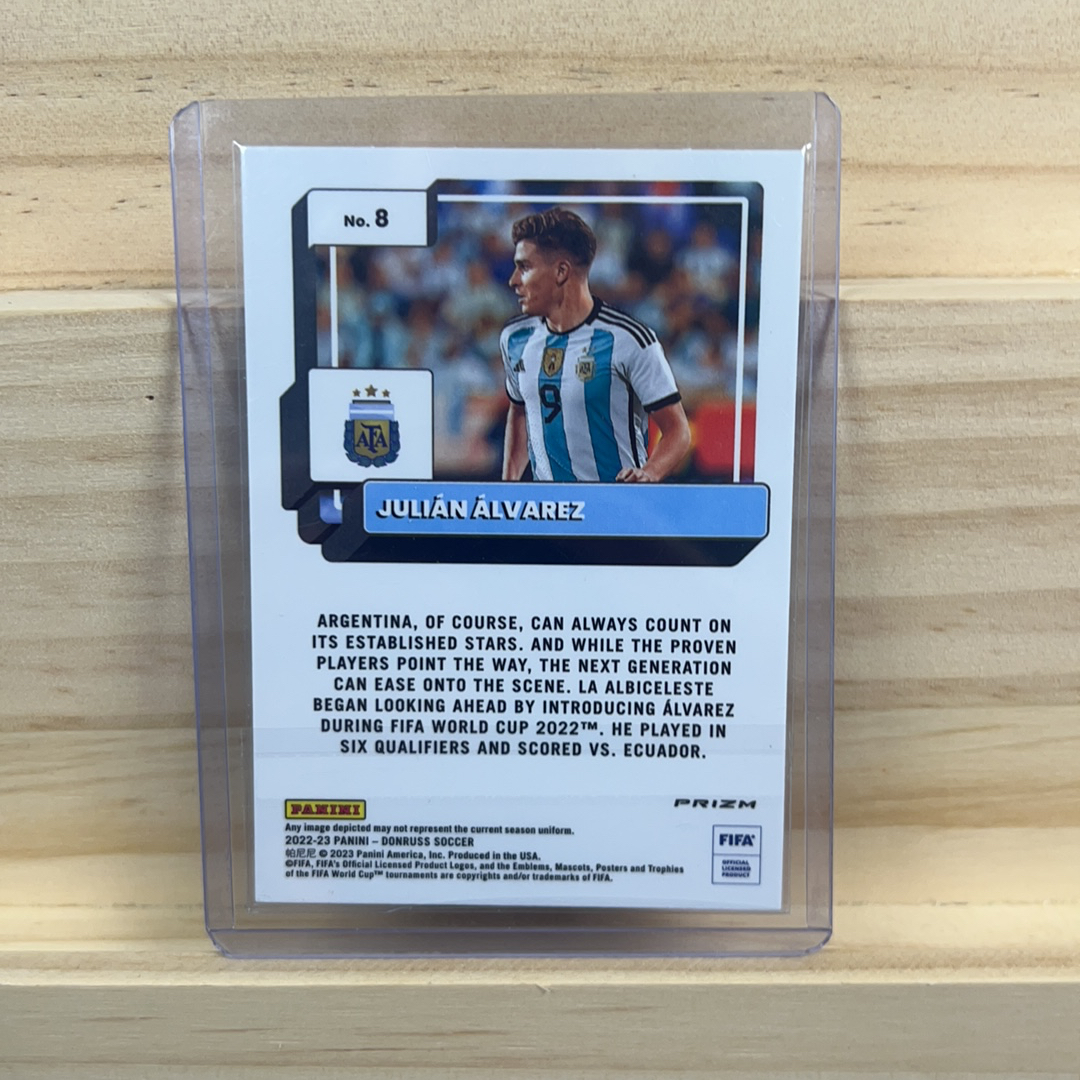 No. 8
9
AFA
JULIÁN ÁLVAREZ
ARGENTINA, OF COURSE, CAN ALWAYS COUNT ON
ITS ESTABLISHED STARS. AND WHILE THE PROVEN
PLAYERS POINT THE WAY, THE NEXT GENERATION
CAN EASE ONTO THE SCENE. LA ALBICELESTE
BEGAN LOOKING AHEAD BY INTRODUCING ÁLVAREZ
DURING FIFA WORLD CUP 2022™. HE PLAYED IN
SIX QUALIFIERS AND SCORED VS. ECUADOR.
PANINI
PRIZM
Any image depicted may not represent the current season uniform.
2022-23 PANINI – DONRUSS SOCCER
帕尼尼 © 2023 Panini America, Inc. Produced in the USA.
©FIFA, FIFA's Official Licensed Product Logos, and the Emblems, Mascots, Posters and Trophies
of the FIFA World Cup™ tournaments are copyrights and/or trademarks of FIFA.
FIFA®
OFFICIAL
LICENSED
PRODUCT